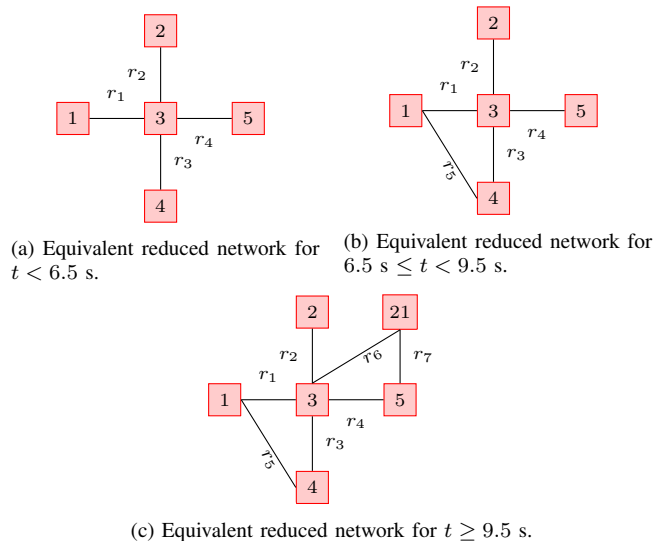 2
r₂
r₁
1
3
5
r₄
r₃
4
(a) Equivalent reduced network for
t < 6.5 s.
2
r₂
r₁
1
3
5
r₄
r₃
r₅
4
(b) Equivalent reduced network for
6.5 s ≤ t < 9.5 s.
2
21
r₂
r₆
r₇
r₁
1
3
5
r₄
r₃
r₅
4
(c) Equivalent reduced network for t ≥ 9.5 s.